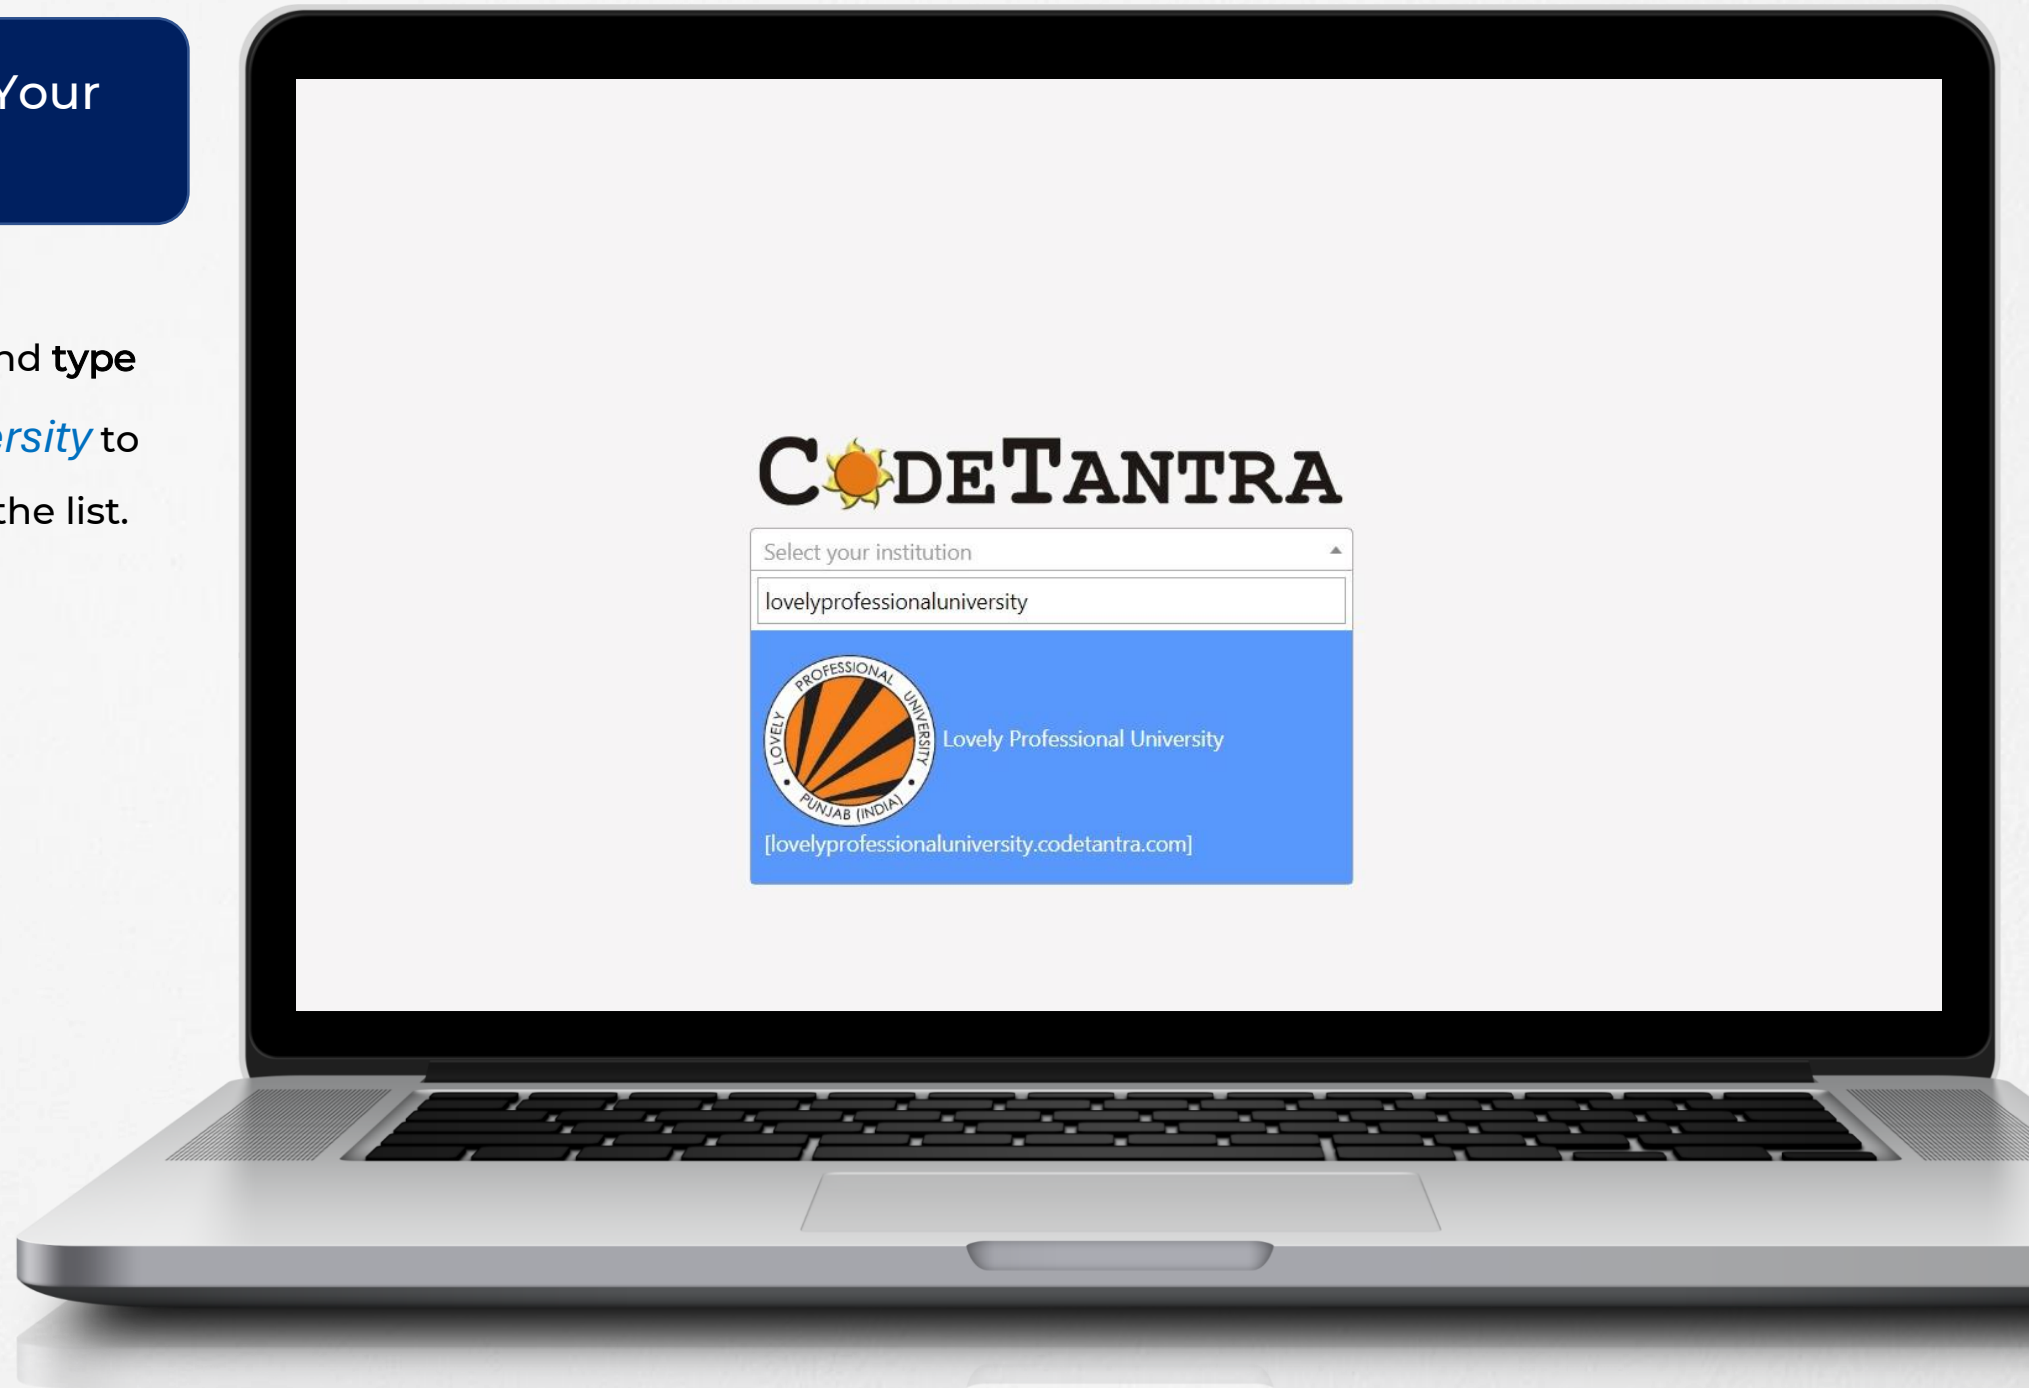 Your
nd type
ersity to
the list.
CODETANTRA
Select your institution
lovelyprofessionaluniversity
LOVELY PROFESSIONAL UNIVERSITY
PUNJAB (INDIA)
Lovely Professional University
[lovelyprofessionaluniversity.codetantra.com]